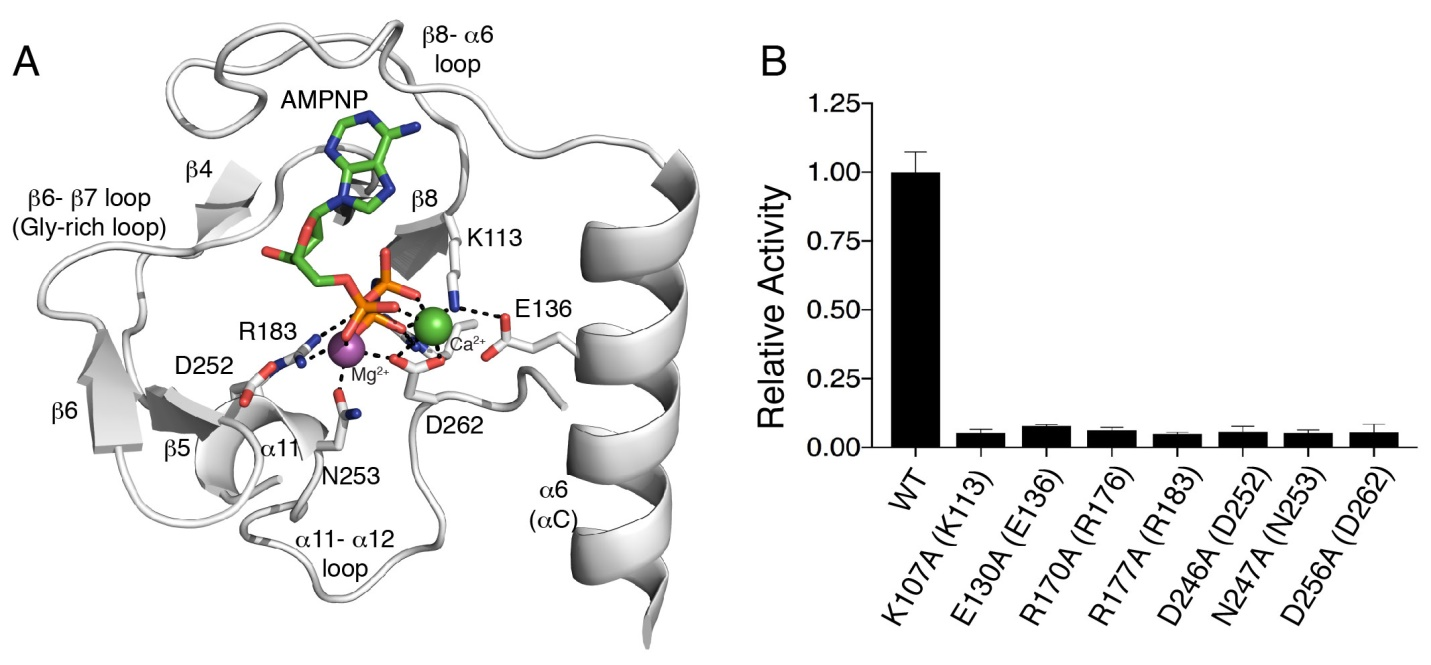 A
β8- α6
loop
AMPNP
β4
β6- β7 loop
(Gly-rich loop)
β8
K113
E136
R183
Ca2+
D252
Mg2+
β6
D262
β5
α11
N253
α6
(αC)
α11- α12
loop
B
Relative Activity
1.25
1.00
0.75
0.50
0.25
0.00
WT
K107A (K113)
E130A (E136)
R170A (R176)
R177A (R183)
D246A (D252)
N247A (N253)
D256A (D262)